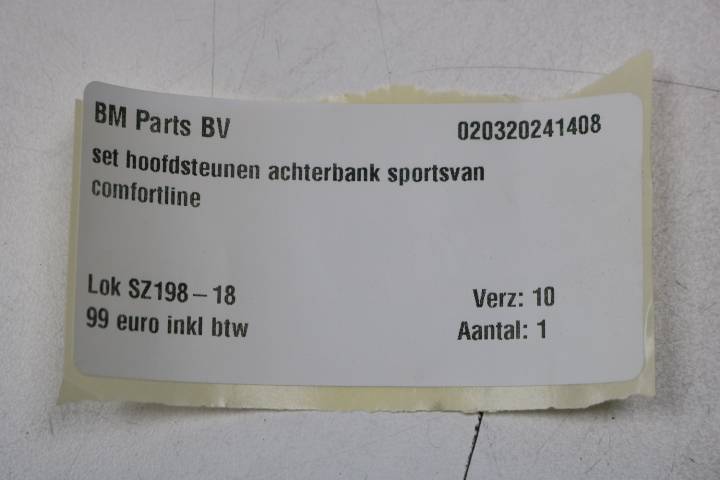 BM Parts BV 020320241408
set hoofdsteunen achterbank sportsvan
comfortline
Lok SZ198-18 Verz: 10
99 euro inkl btw Aantal: 1